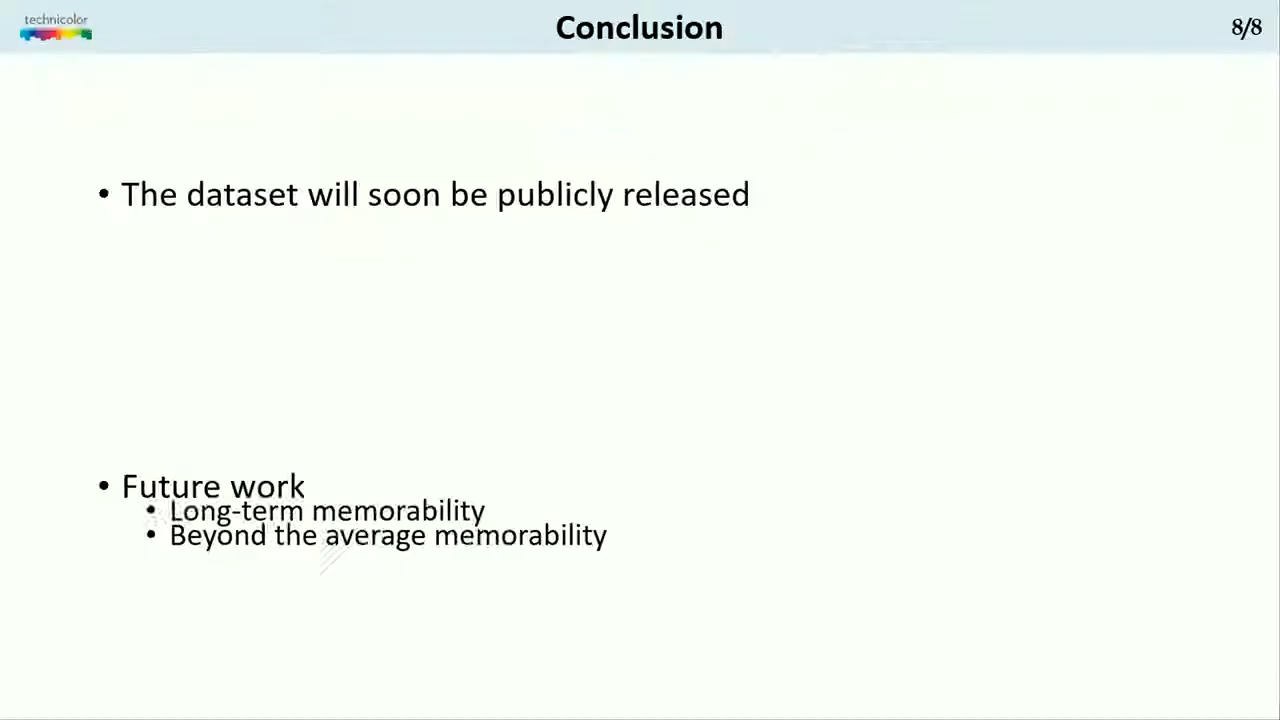 technicolor
Conclusion
8/8
• The dataset will soon be publicly released
• Future work
• Long-term memorability
• Beyond the average memorability